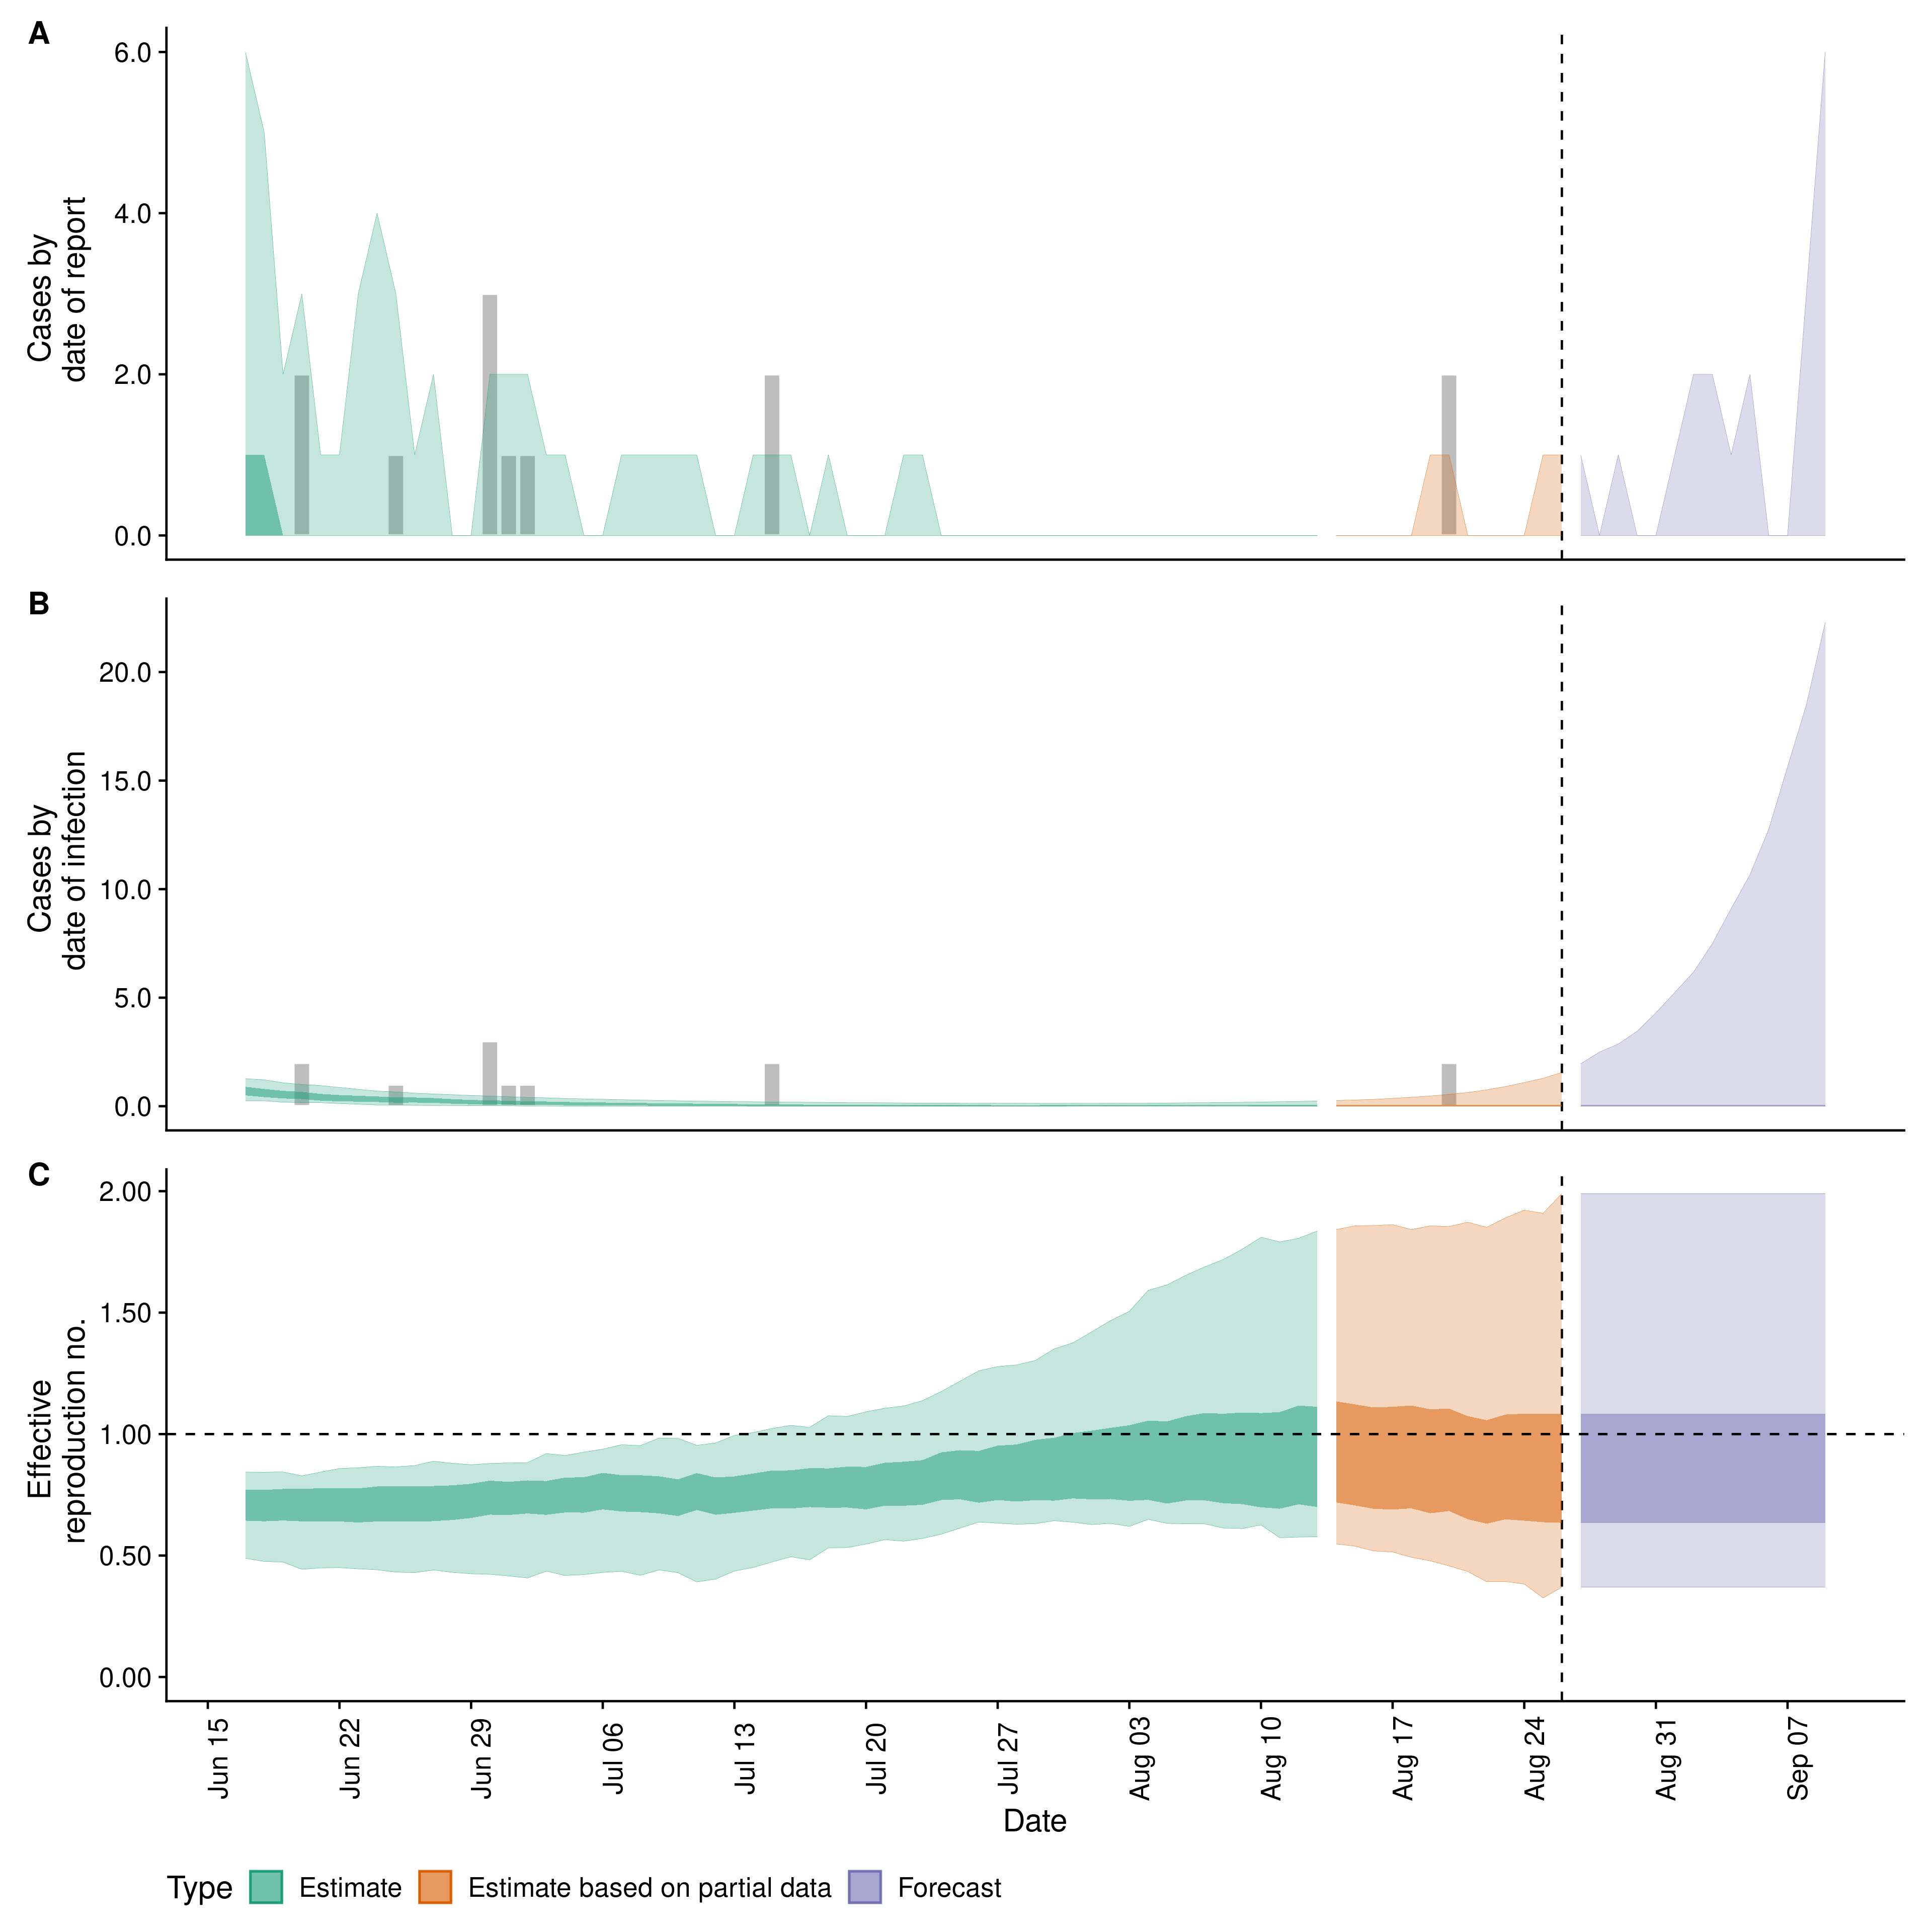 A
Cases by
date of report
6.0
4.0
2.0
0.0
B
Cases by
date of infection
20.0
15.0
10.0
5.0
0.0
C
Effective
reproduction no.
2.00
1.50
1.00
0.50
0.00
Jun 15
Jun 22
Jun 29
Jul 06
Jul 13
Jul 20
Jul 27
Aug 03
Aug 10
Aug 17
Aug 24
Aug 31
Sep 07
Date
Type Estimate Estimate based on partial data Forecast